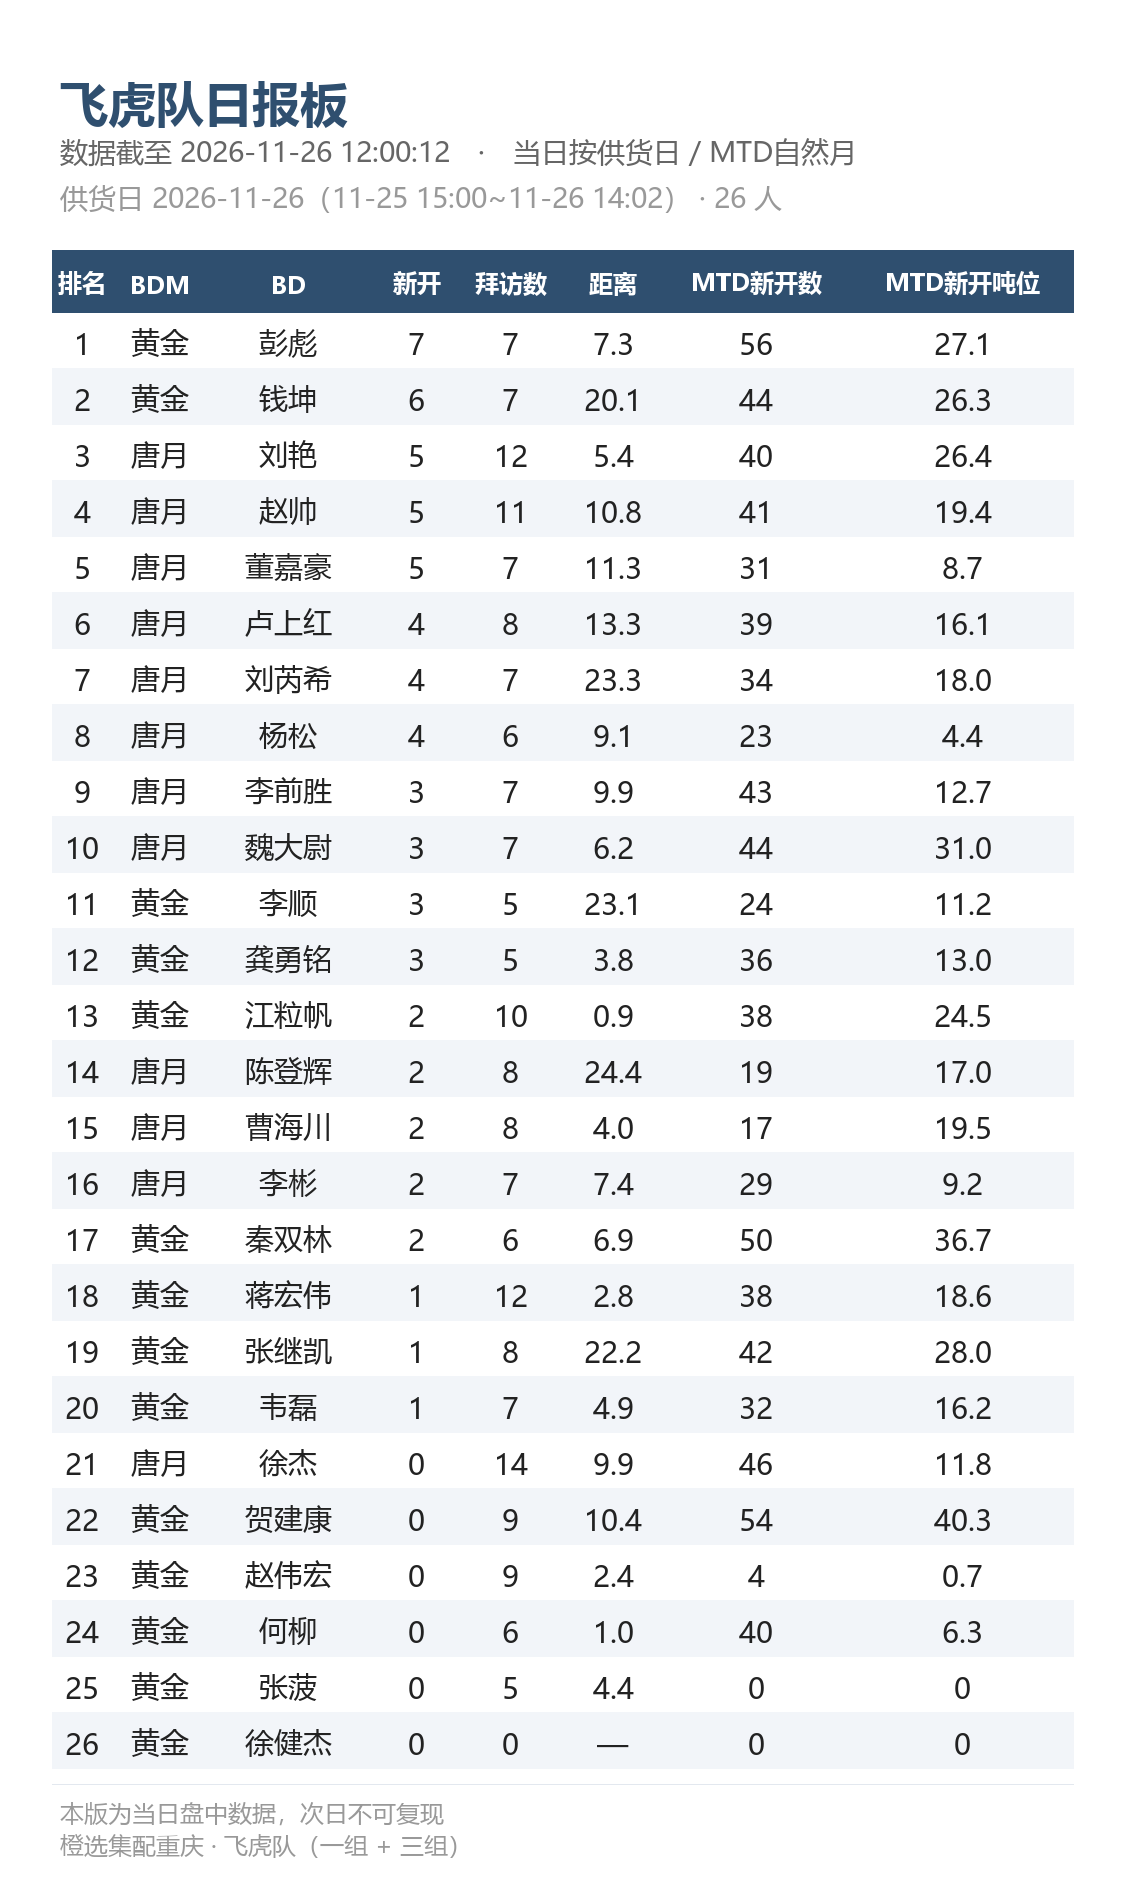 飞虎队日报板
数据截至 2026-11-26 12:00:12 · 当日按供货日 / MTD自然月
供货日 2026-11-26（11-25 15:00~11-26 14:02） · 26 人
排名 BDM BD 新开 拜访数 距离 MTD新开数 MTD新开吨位
1 黄金 彭彪 7 7 7.3 56 27.1
2 黄金 钱坤 6 7 20.1 44 26.3
3 唐月 刘艳 5 12 5.4 40 26.4
4 唐月 赵帅 5 11 10.8 41 19.4
5 唐月 董嘉豪 5 7 11.3 31 8.7
6 唐月 卢上红 4 8 13.3 39 16.1
7 唐月 刘芮希 4 7 23.3 34 18.0
8 唐月 杨松 4 6 9.1 23 4.4
9 唐月 李前胜 3 7 9.9 43 12.7
10 唐月 魏大尉 3 7 6.2 44 31.0
11 黄金 李顺 3 5 23.1 24 11.2
12 黄金 龚勇铭 3 5 3.8 36 13.0
13 黄金 江粒帆 2 10 0.9 38 24.5
14 唐月 陈登辉 2 8 24.4 19 17.0
15 唐月 曹海川 2 8 4.0 17 19.5
16 唐月 李彬 2 7 7.4 29 9.2
17 黄金 秦双林 2 6 6.9 50 36.7
18 黄金 蒋宏伟 1 12 2.8 38 18.6
19 黄金 张继凯 1 8 22.2 42 28.0
20 黄金 韦磊 1 7 4.9 32 16.2
21 唐月 徐杰 0 14 9.9 46 11.8
22 黄金 贺建康 0 9 10.4 54 40.3
23 黄金 赵伟宏 0 9 2.4 4 0.7
24 黄金 何柳 0 6 1.0 40 6.3
25 黄金 张菠 0 5 4.4 0 0
26 黄金 徐健杰 0 0 — 0 0
本版为当日盘中数据，次日不可复现
橙选集配重庆 · 飞虎队（一组 + 三组）